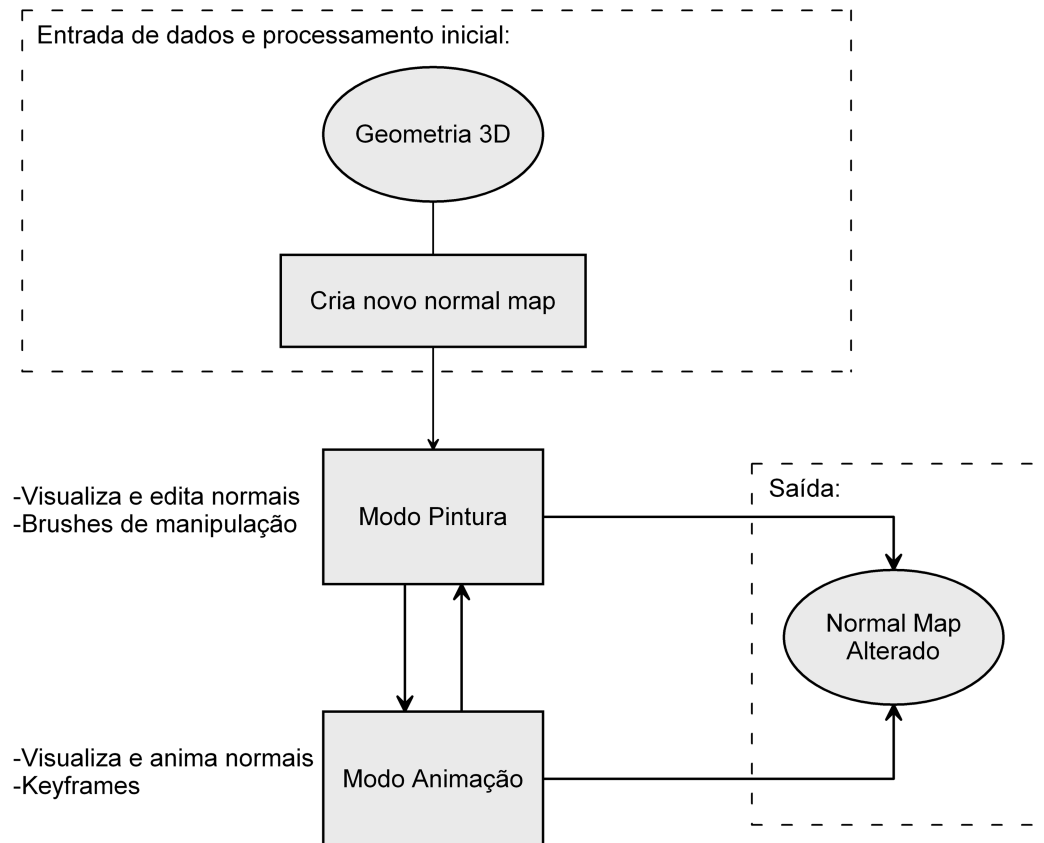 Entrada de dados e processamento inicial:
Geometria 3D
Cria novo normal map
-Visualiza e edita normais
-Brushes de manipulação
Modo Pintura
Saída:
Normal Map
Alterado
-Visualiza e anima normais
-Keyframes
Modo Animação